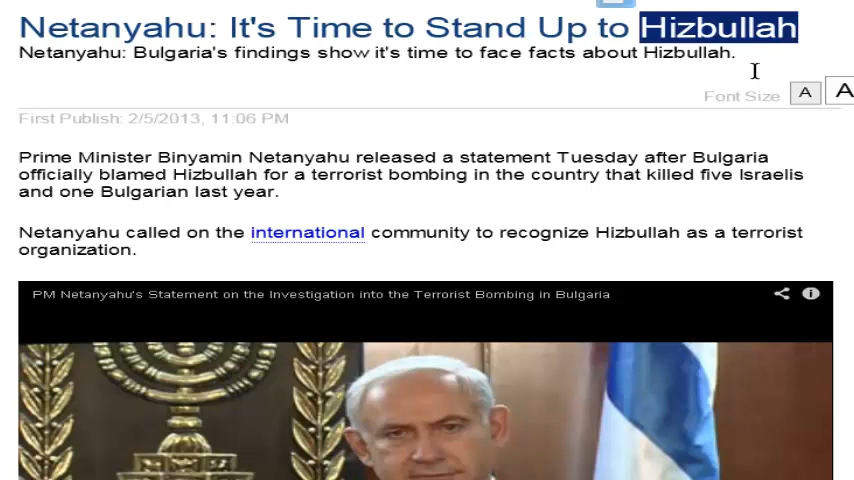 Netanyahu: It's Time to Stand Up to Hizbullah
Netanyahu: Bulgaria's findings show it's time to face facts about Hizbullah.
Font Size A A
First Publish: 2/5/2013, 11:06 PM
Prime Minister Binyamin Netanyahu released a statement Tuesday after Bulgaria
officially blamed Hizbullah for a terrorist bombing in the country that killed five Israelis
and one Bulgarian last year.
Netanyahu called on the international community to recognize Hizbullah as a terrorist
organization.
PM Netanyahu's Statement on the Investigation into the Terrorist Bombing in Bulgaria